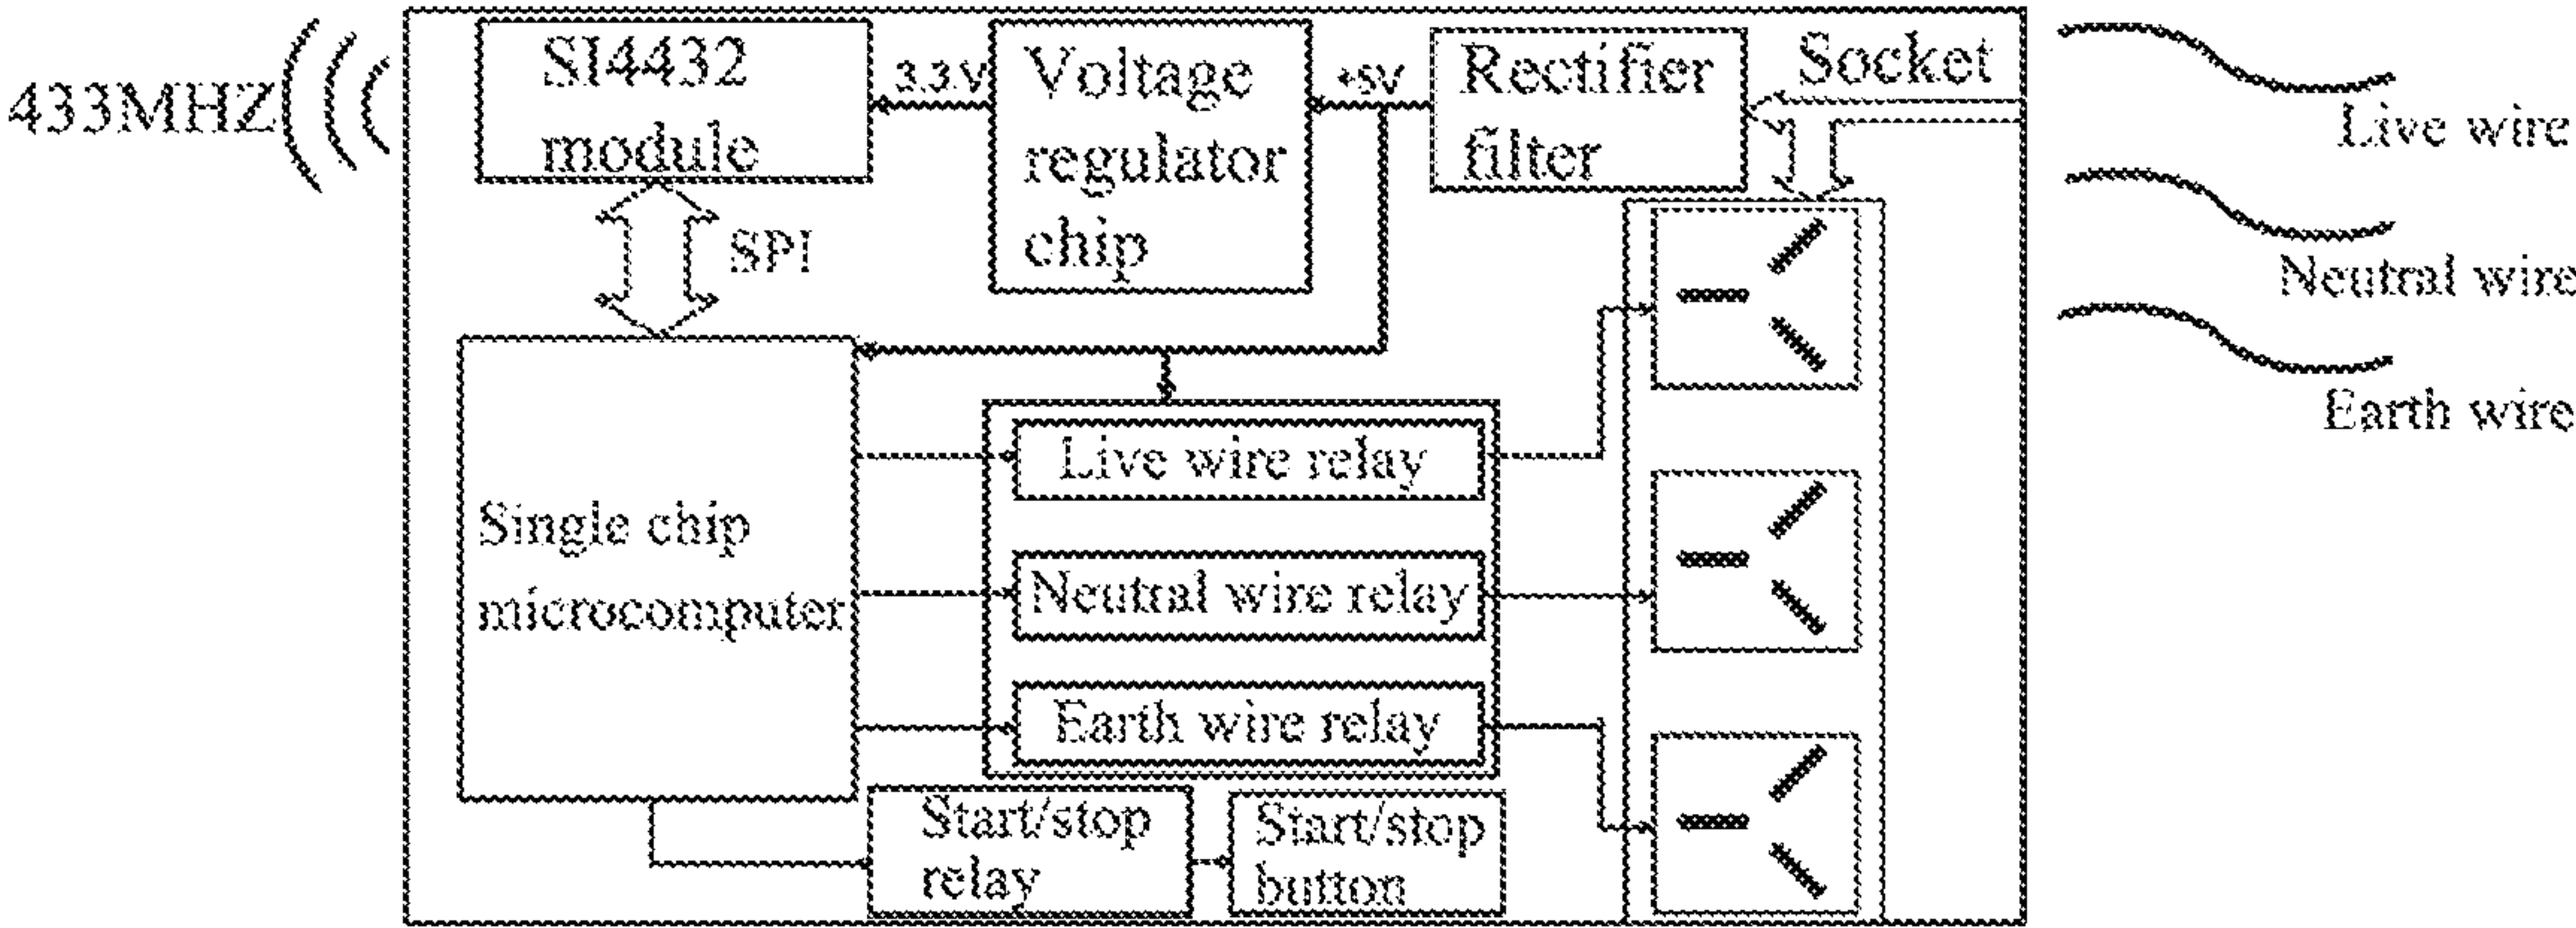 433MHZ
SI4432
module
3.3V
Voltage
regulator
chip
+5V
Rectifier
filter
Socket
Live wire
Neutral wire
Earth wire
SPI
Single chip
microcomputer
Live wire relay
Neutral wire relay
Earth wire relay
Start/stop
relay
Start/stop
button